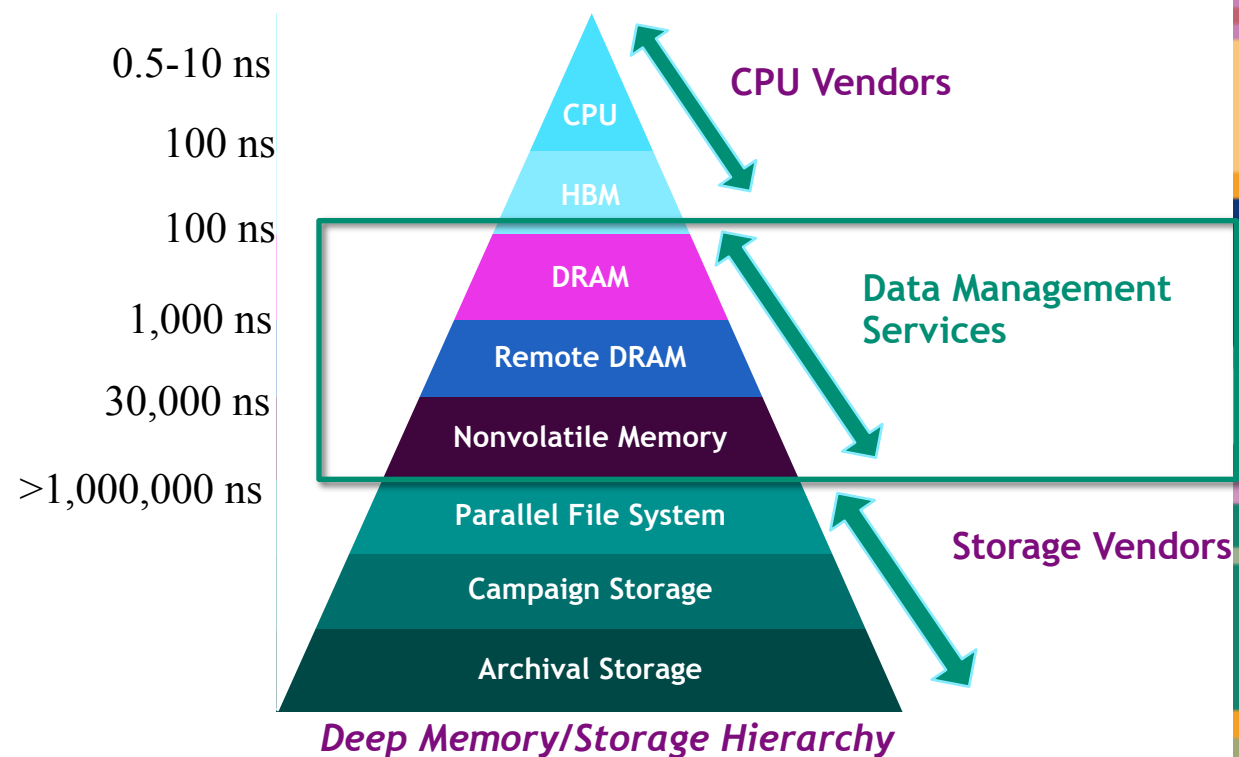 0.5-10 ns
CPU Vendors
CPU
100 ns
HBM
100 ns
DRAM
Data Management
Services
1,000 ns
Remote DRAM
30,000 ns
Nonvolatile Memory
>1,000,000 ns
Parallel File System
Storage Vendors
Campaign Storage
Archival Storage
Deep Memory/Storage Hierarchy